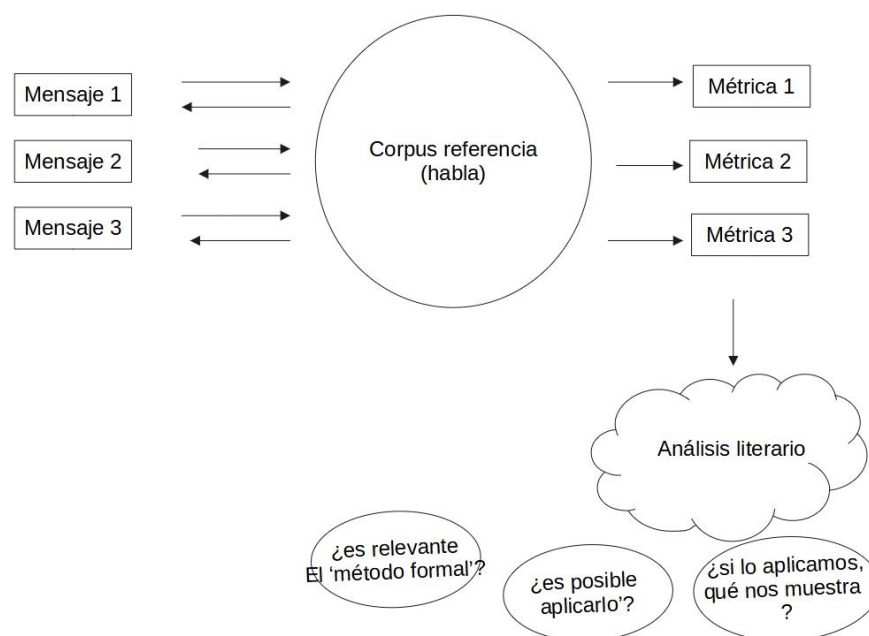 Mensaje 1
Mensaje 2
Mensaje 3
Corpus referencia
(habla)
Métrica 1
Métrica 2
Métrica 3
Análisis literario
¿es relevante
El ‘método formal’?
¿es posible
aplicarlo’?
¿si lo aplicamos,
qué nos muestra
?